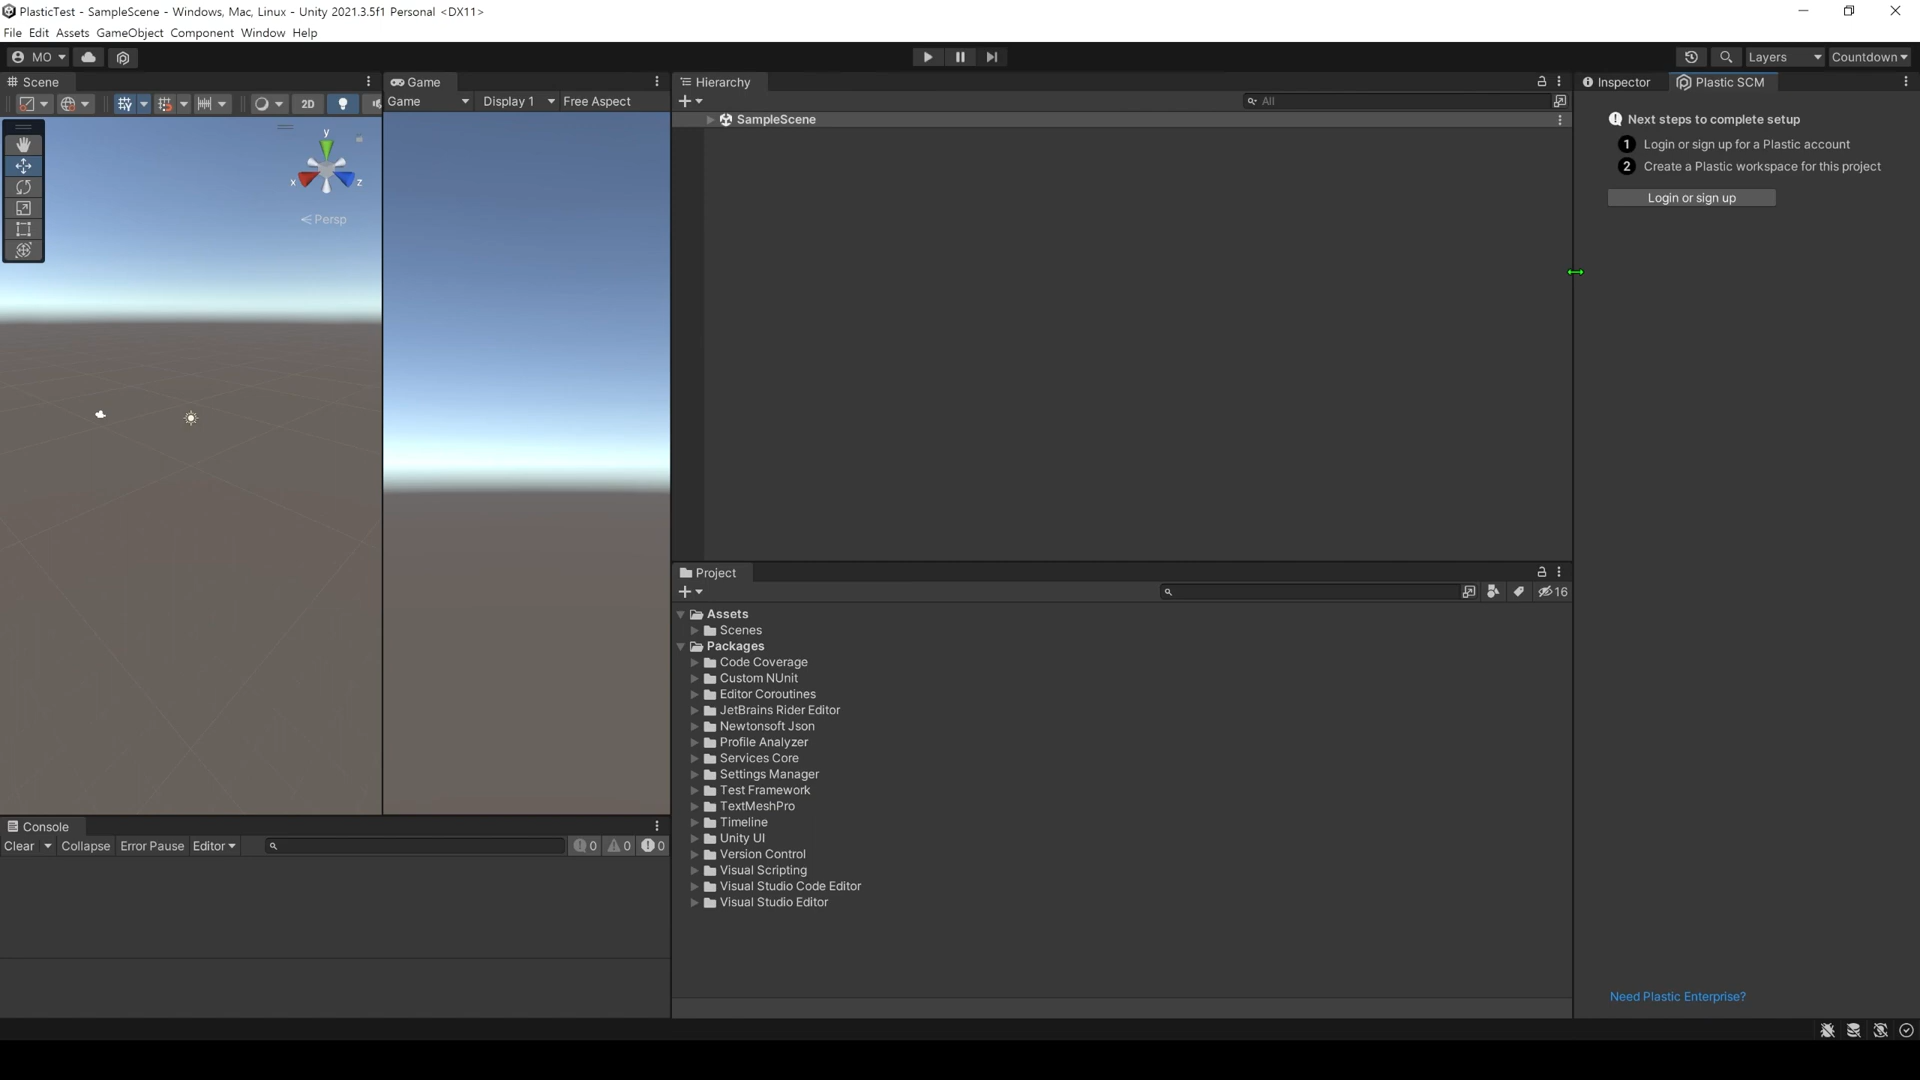 PlasticTest - SampleScene - Windows, Mac, Linux - Unity 2021.3.5f1 Personal <DX11>
File Edit Assets GameObject Component Window Help
MO Layers Countdown
Scene
2D
y
x
z
Persp
Game
Game Display 1 Free Aspect
Hierarchy
All
SampleScene
Inspector Plastic SCM
Next steps to complete setup
1 Login or sign up for a Plastic account
2 Create a Plastic workspace for this project
Login or sign up
Project
16
Assets
Scenes
Packages
Code Coverage
Custom NUnit
Editor Coroutines
JetBrains Rider Editor
Newtonsoft Json
Profile Analyzer
Services Core
Settings Manager
Test Framework
TextMeshPro
Timeline
Unity UI
Version Control
Visual Scripting
Visual Studio Code Editor
Visual Studio Editor
Console
Clear Collapse Error Pause Editor 0 0 0
Need Plastic Enterprise?